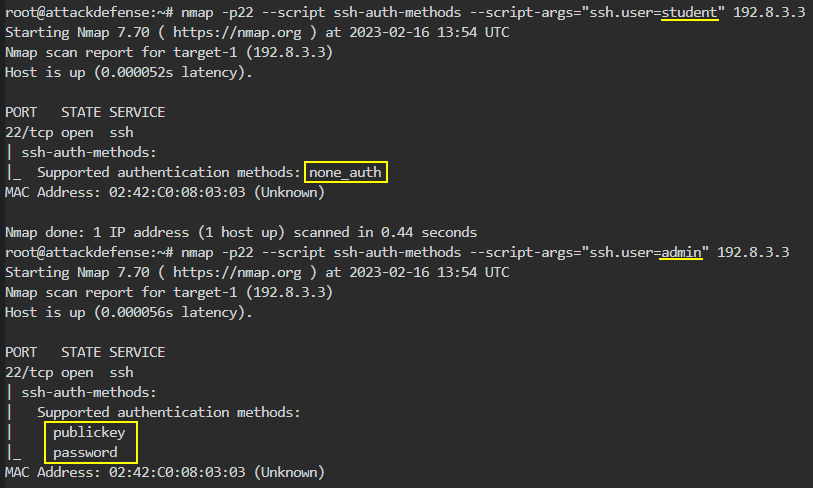 root@attackdefense:~# nmap -p22 --script ssh-auth-methods --script-args="ssh.user=student" 192.8.3.3
Starting Nmap 7.70 ( https://nmap.org ) at 2023-02-16 13:54 UTC
Nmap scan report for target-1 (192.8.3.3)
Host is up (0.000052s latency).

PORT   STATE SERVICE
22/tcp open  ssh
| ssh-auth-methods:
|_  Supported authentication methods: none_auth
MAC Address: 02:42:C0:08:03:03 (Unknown)

Nmap done: 1 IP address (1 host up) scanned in 0.44 seconds
root@attackdefense:~# nmap -p22 --script ssh-auth-methods --script-args="ssh.user=admin" 192.8.3.3
Starting Nmap 7.70 ( https://nmap.org ) at 2023-02-16 13:54 UTC
Nmap scan report for target-1 (192.8.3.3)
Host is up (0.000056s latency).

PORT   STATE SERVICE
22/tcp open  ssh
| ssh-auth-methods:
|   Supported authentication methods:
|     publickey
|_    password
MAC Address: 02:42:C0:08:03:03 (Unknown)